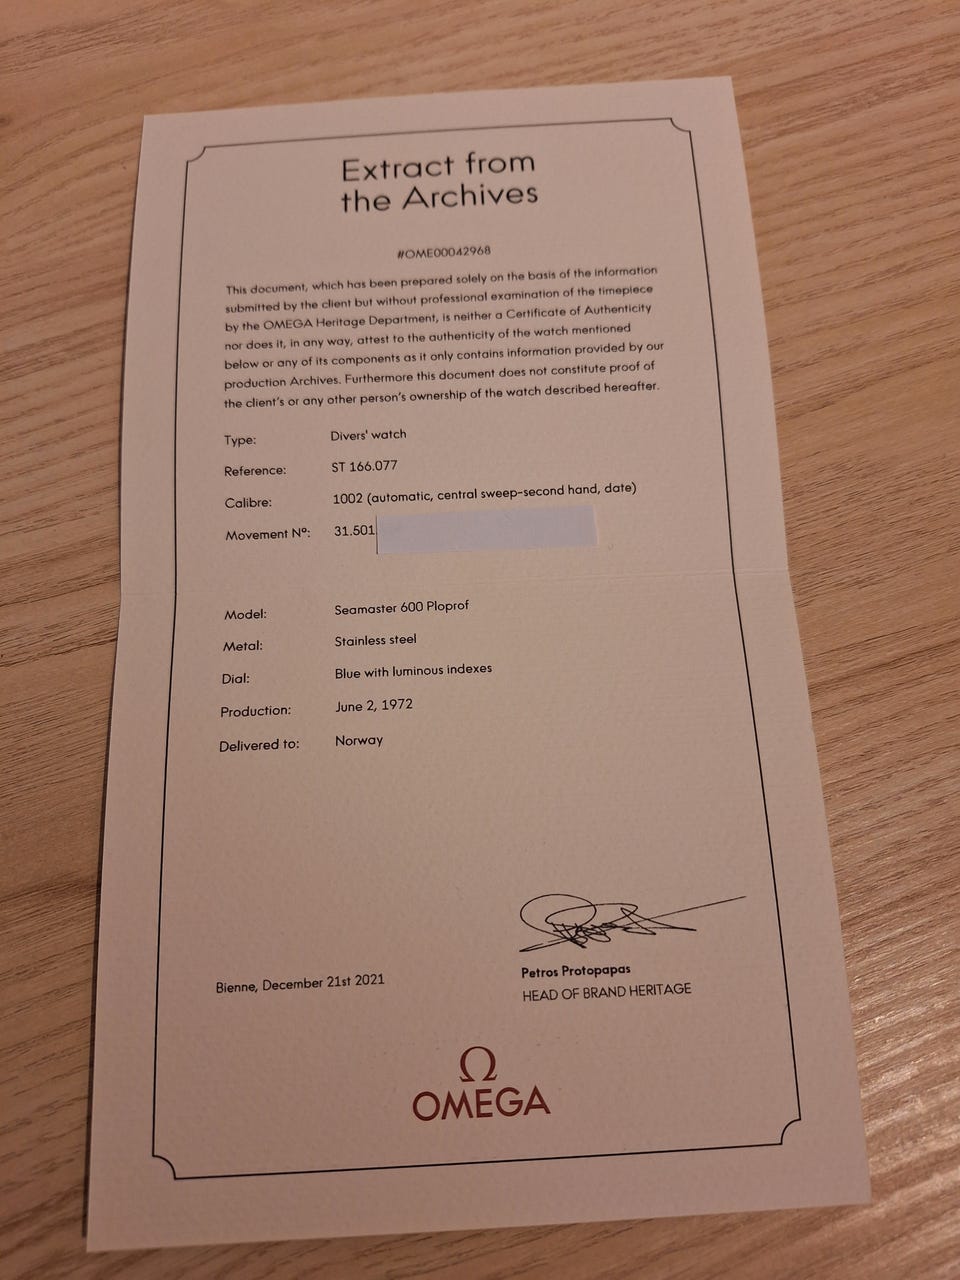 Extract from
the Archives
#OME00042968
This document, which has been prepared solely on the basis of the information
submitted by the client but without professional examination of the timepiece
by the OMEGA Heritage Department, is neither a Certificate of Authenticity
nor does it, in any way, attest to the authenticity of the watch mentioned
below or any of its components as it only contains information provided by our
production Archives. Furthermore this document does not constitute proof of
the client's or any other person's ownership of the watch described hereafter.
Type: Divers' watch
Reference: ST 166.077
Calibre: 1002 (automatic, central sweep-second hand, date)
Movement Nº: 31.501
Model: Seamaster 600 Ploprof
Metal: Stainless steel
Dial: Blue with luminous indexes
Production: June 2, 1972
Delivered to: Norway
Bienne, December 21st 2021
Petros Protopapas
HEAD OF BRAND HERITAGE
Ω
OMEGA